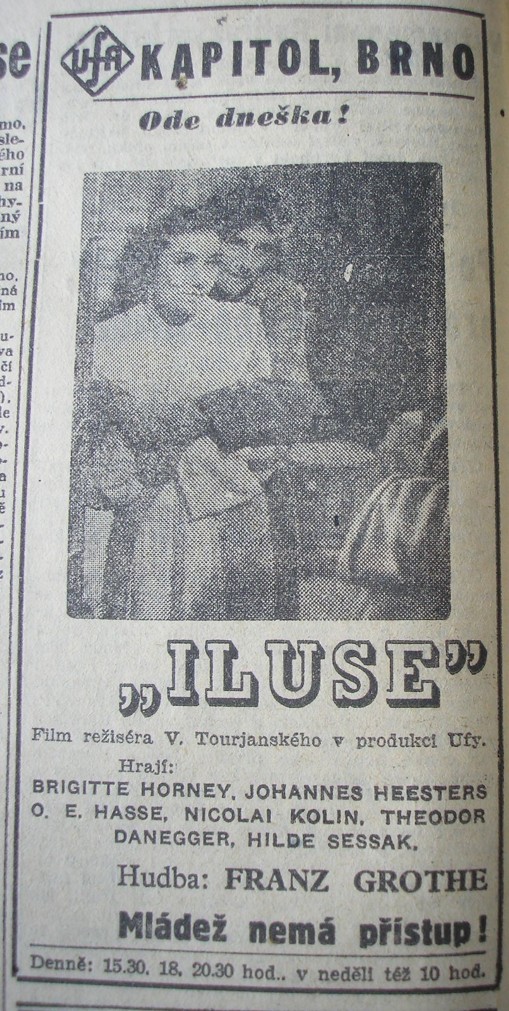 Ufa KAPITOL, BRNO
Ode dneška!
„ILUSE”
Film režiséra V. Tourjanského v produkci Ufy.
Hrají:
BRIGITTE HORNEY, JOHANNES HEESTERS
O. E. HASSE, NICOLAI KOLIN, THEODOR
DANEGGER, HILDE SESSAK.
Hudba: FRANZ GROTHE
Mládež nemá přístup!
Denně: 15.30, 18, 20.30 hod., v neděli též 10 hod.